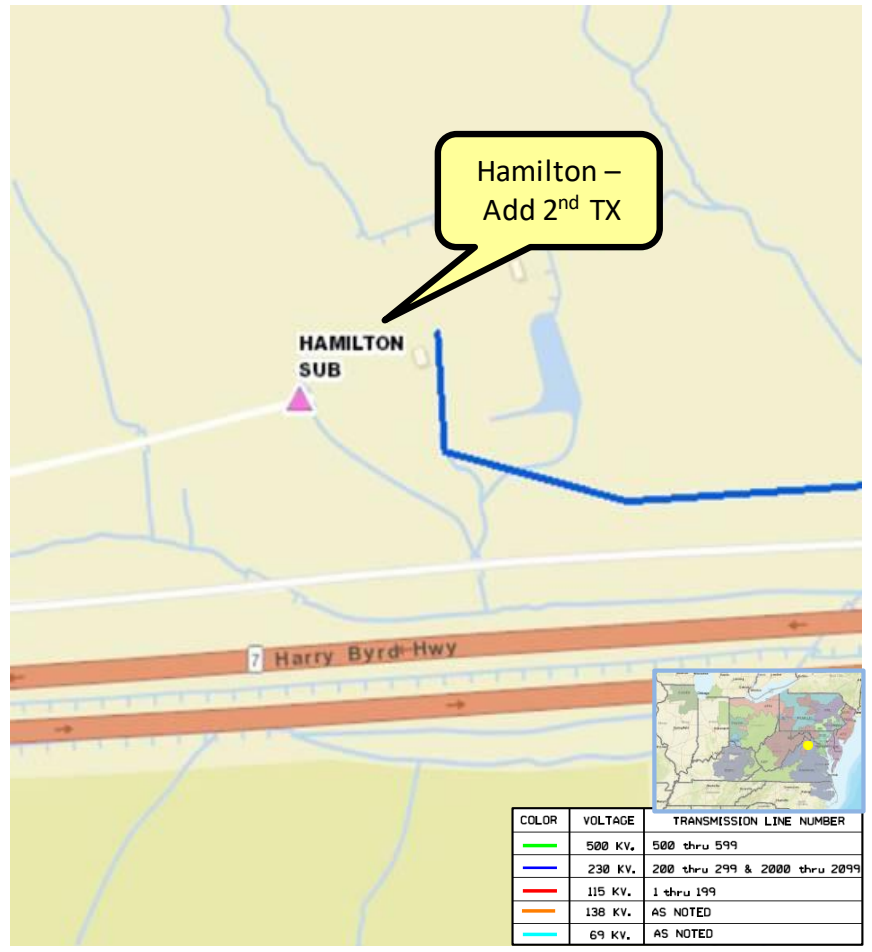 Hamilton –
Add 2nd TX
HAMILTON
SUB
7 Harry Byrd Hwy
COLOR VOLTAGE TRANSMISSION LINE NUMBER
500 KV. 500 thru 599
230 KV. 200 thru 299 & 2000 thru 2099
115 KV. 1 thru 199
138 KV. AS NOTED
69 KV. AS NOTED